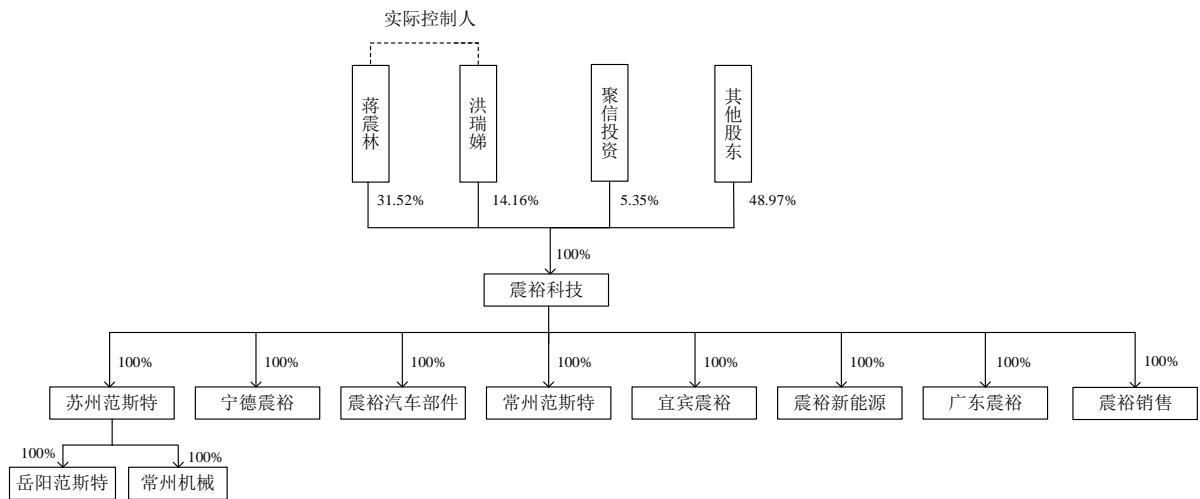 实际控制人
蒋震林
洪瑞娣
聚信投资
其他股东
31.52%
14.16%
5.35%
48.97%
100%
震裕科技
100%
100%
100%
100%
100%
100%
100%
100%
苏州范斯特
宁德震裕
震裕汽车部件
常州范斯特
宜宾震裕
震裕新能源
广东震裕
震裕销售
100%
100%
岳阳范斯特
常州机械